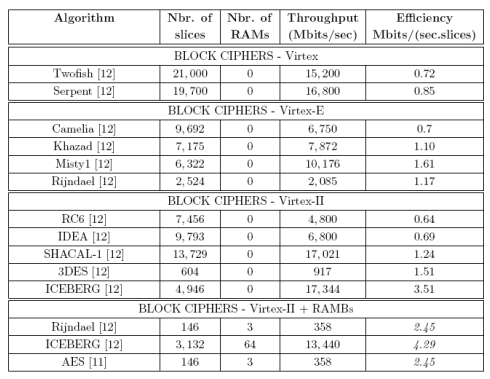 Algorithm Nbr. of slices Nbr. of RAMs Throughput (Mbits/sec) Efficiency Mbits/(sec.slices)
BLOCK CIPHERS - Virtex
Twofish [12] 21,000 0 15,200 0.72
Serpent [12] 19,700 0 16,800 0.85
BLOCK CIPHERS - Virtex-E
Camelia [12] 9,692 0 6,750 0.7
Khazad [12] 7,175 0 7,872 1.10
Misty1 [12] 6,322 0 10,176 1.61
Rijndael [12] 2,524 0 2,085 1.17
BLOCK CIPHERS - Virtex-II
RC6 [12] 7,456 0 4,800 0.64
IDEA [12] 9,793 0 6,800 0.69
SHACAL-1 [12] 13,729 0 17,021 1.24
3DES [12] 604 0 917 1.51
ICEBERG [12] 4,946 0 17,344 3.51
BLOCK CIPHERS - Virtex-II + RAMBs
Rijndael [12] 146 3 358 2.45
ICEBERG [12] 3,132 64 13,440 4.29
AES [11] 146 3 358 2.45